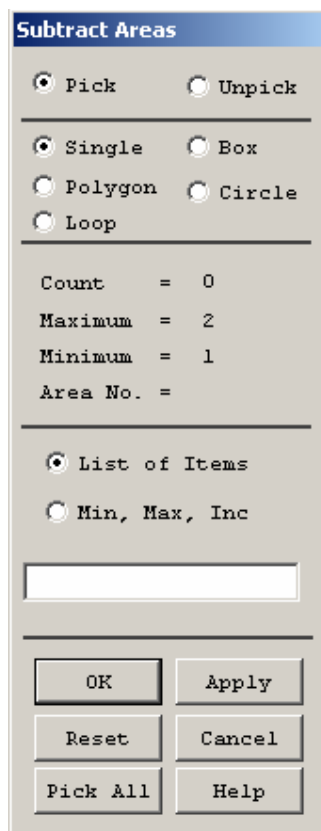 Subtract Areas
Pick Unpick
Single Box
Polygon Circle
Loop
Count = 0
Maximum = 2
Minimum = 1
Area No. =
List of Items
Min, Max, Inc
OK Apply
Reset Cancel
Pick All Help